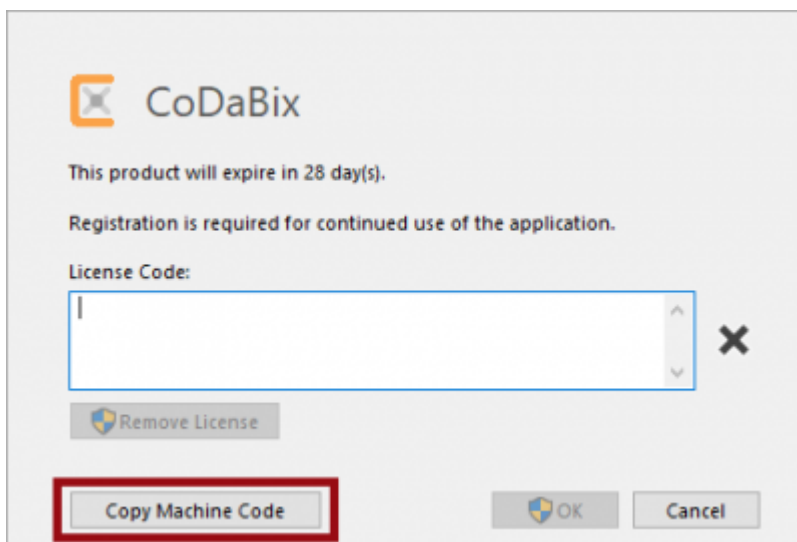 CoDaBix
This product will expire in 28 day(s).
Registration is required for continued use of the application.
License Code:
Remove License
Copy Machine Code
OK
Cancel